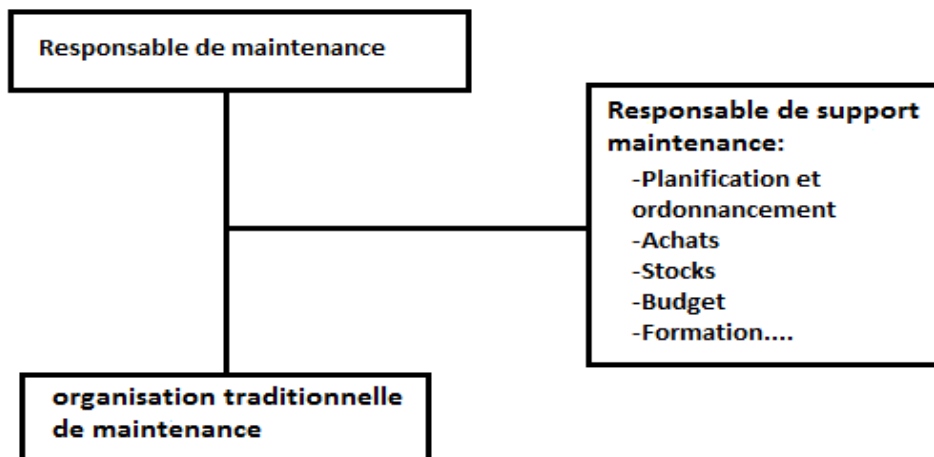 Responsable de maintenance
Responsable de support
maintenance:
-Planification et
ordonnancement
-Achats
-Stocks
-Budget
-Formation....
organisation traditionnelle
de maintenance